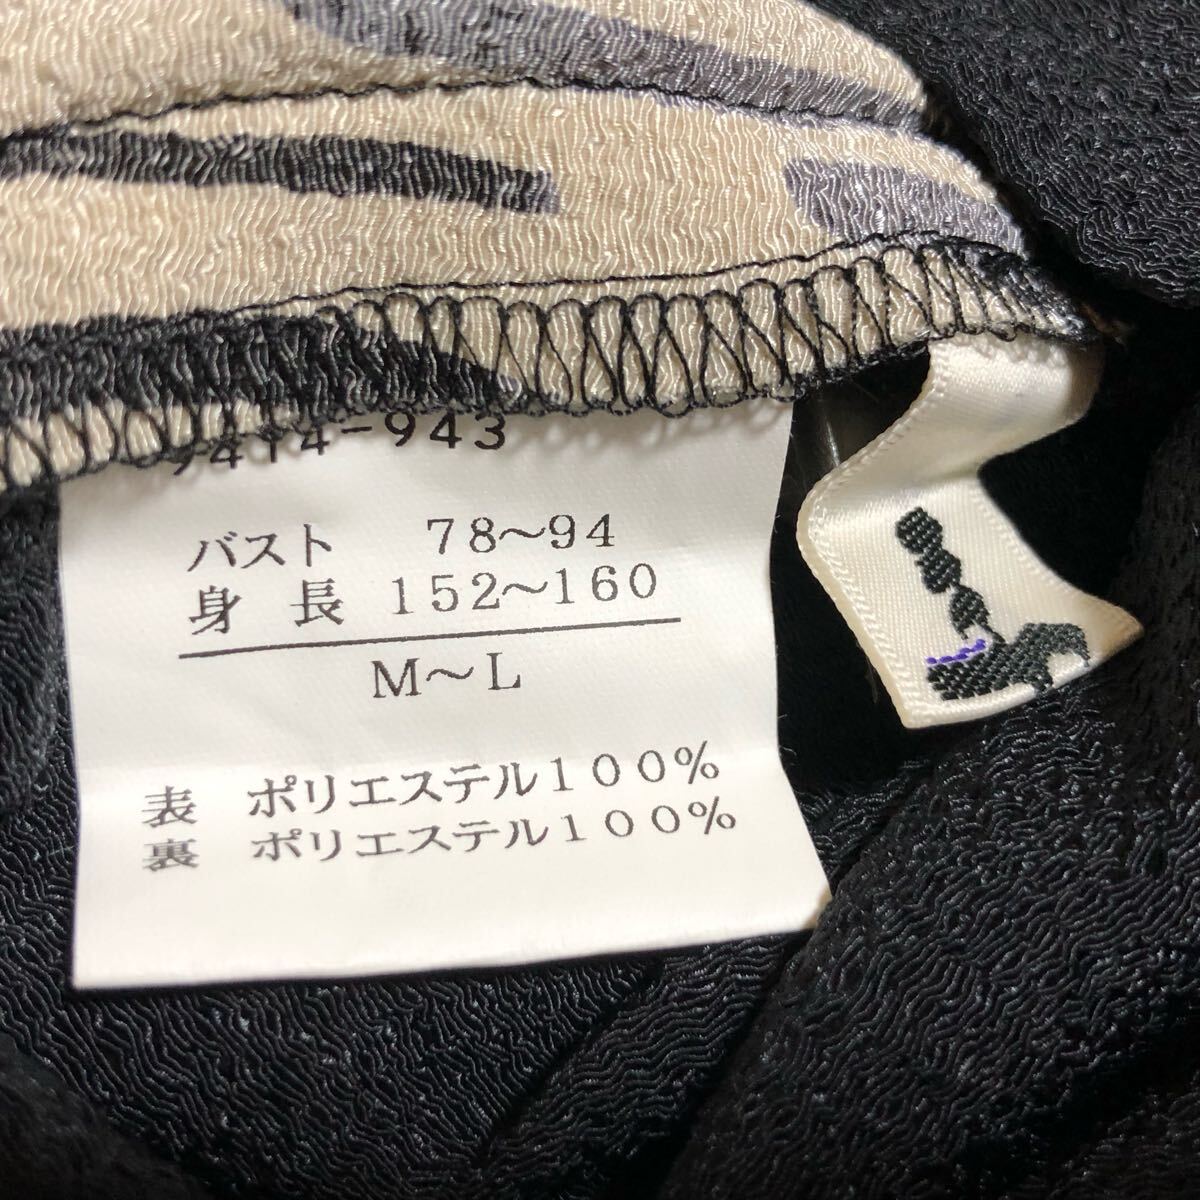 9414-943
バスト 78～94
身長 152～160
M～L
表 ポリエステル100%
裏 ポリエステル100%